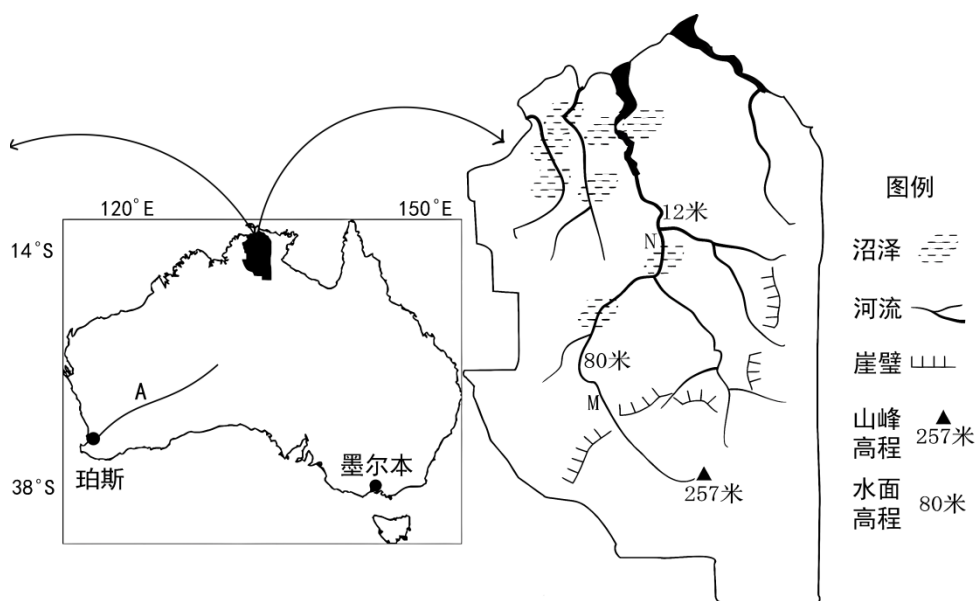 120°E
150°E
14°S
38°S
A
珀斯
墨尔本
12米
N
80米
M
257米
图例
沼泽
河流
崖壁
山峰
高程
257米
水面
高程
80米